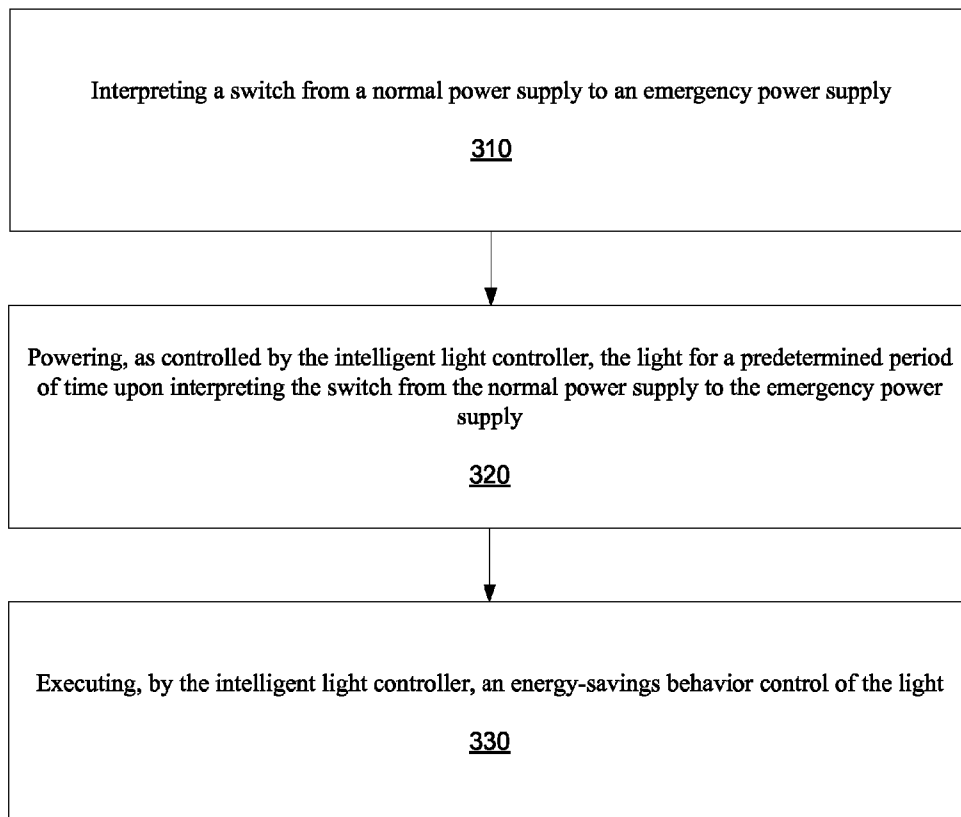 Interpreting a switch from a normal power supply to an emergency power supply
310
Powering, as controlled by the intelligent light controller, the light for a predetermined period
of time upon interpreting the switch from the normal power supply to the emergency power
supply
320
Executing, by the intelligent light controller, an energy-savings behavior control of the light
330